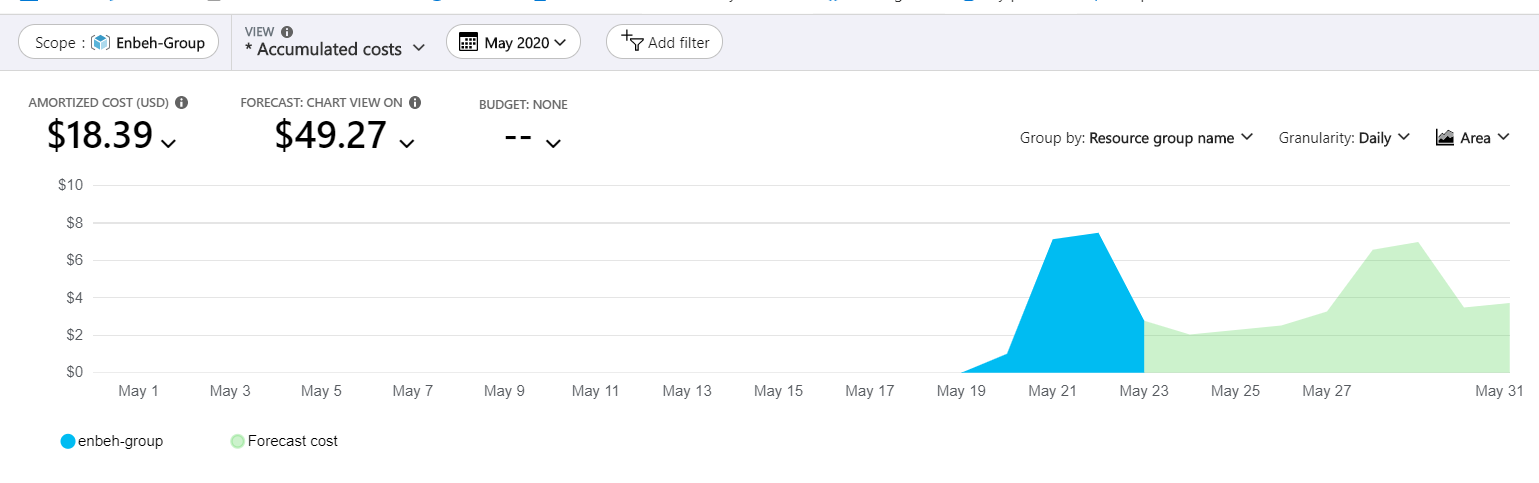 Scope : Enbeh-Group
VIEW
* Accumulated costs
May 2020
Add filter
AMORTIZED COST (USD)
$18.39
FORECAST: CHART VIEW ON
$49.27
BUDGET: NONE
--
Group by: Resource group name
Granularity: Daily
Area
$10
$8
$6
$4
$2
$0
May 1 May 3 May 5 May 7 May 9 May 11 May 13 May 15 May 17 May 19 May 21 May 23 May 25 May 27 May 31
enbeh-group Forecast cost